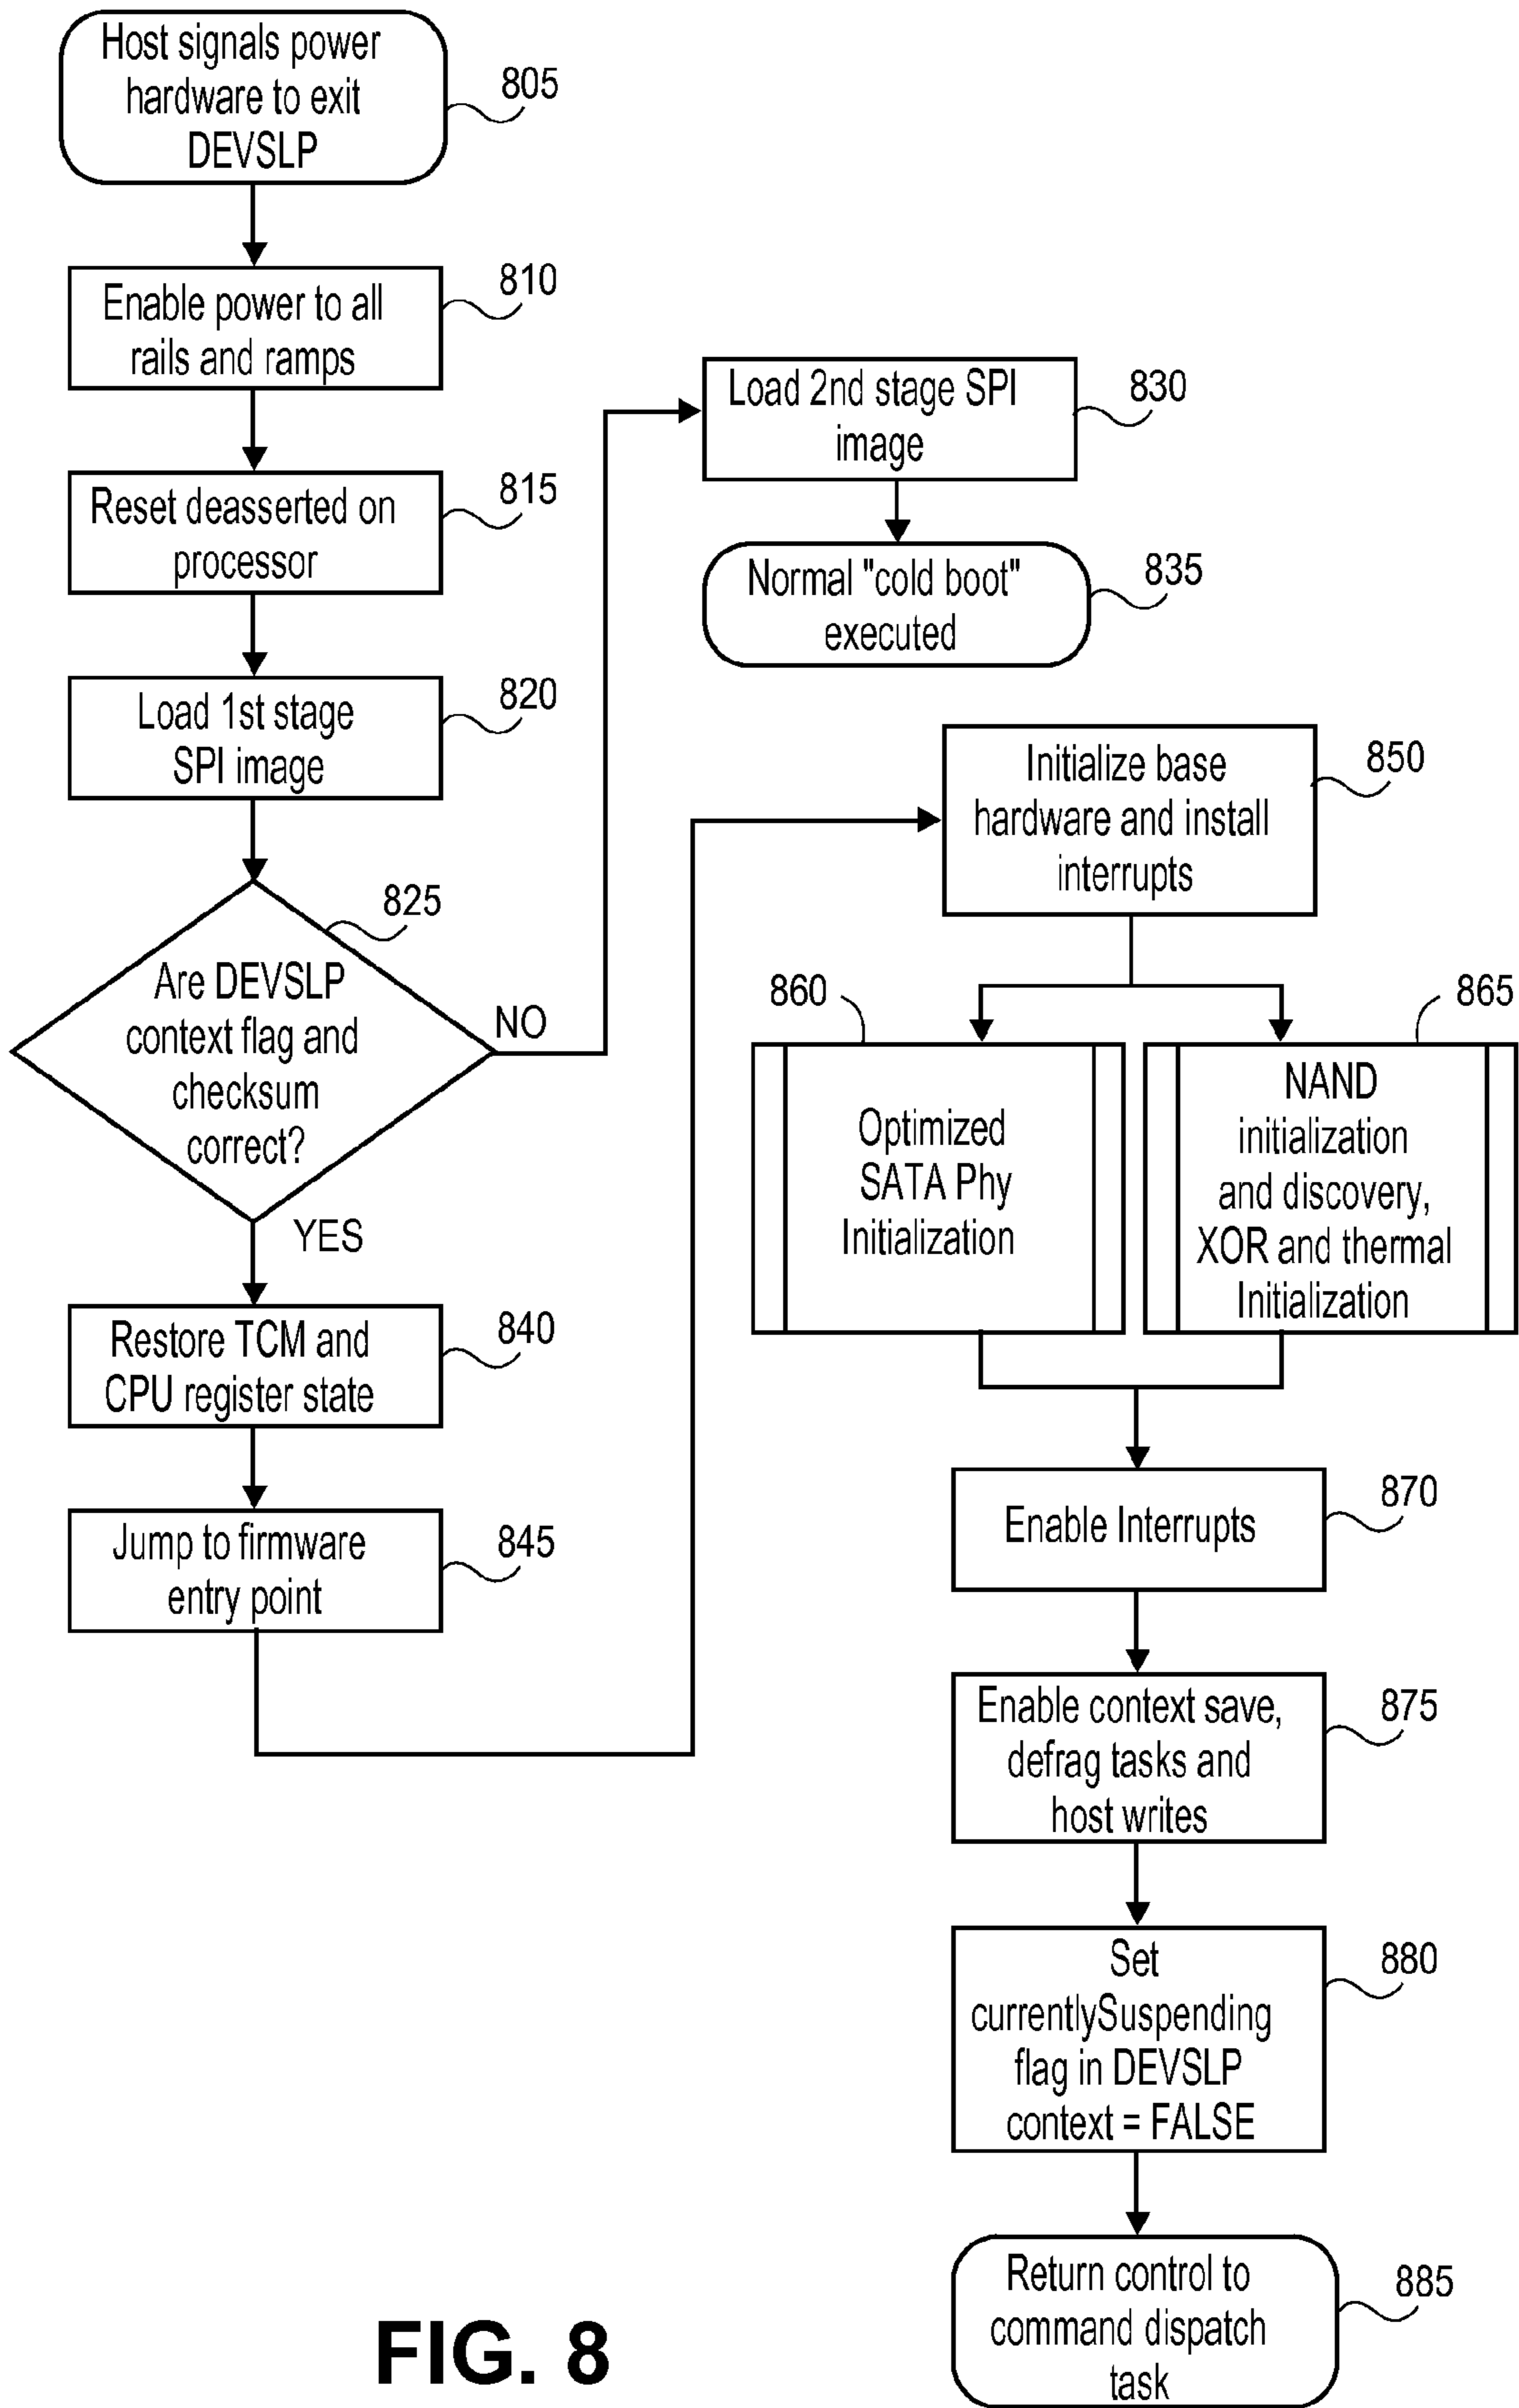 Host signals power
hardware to exit
DEVSLP
805
Enable power to all
rails and ramps
810
Reset deasserted on
processor
815
Load 1st stage
SPI image
820
Are DEVSLP
context flag and
checksum
correct?
825
NO
YES
Load 2nd stage SPI
image
830
Normal "cold boot"
executed
835
Restore TCM and
CPU register state
840
Jump to firmware
entry point
845
Initialize base
hardware and install
interrupts
850
860
Optimized
SATA Phy
Initialization
865
NAND
initialization
and discovery,
XOR and thermal
Initialization
Enable Interrupts
870
Enable context save,
defrag tasks and
host writes
875
Set
currentlySuspending
flag in DEVSLP
context = FALSE
880
Return control to
command dispatch
task
885
FIG. 8